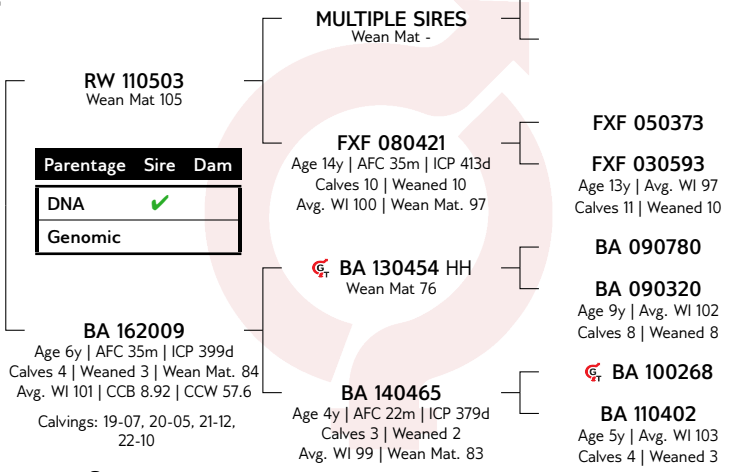 MULTIPLE SIRES
Wean Mat -
RW 110503
Wean Mat 105
FXF 080421
Age 14y | AFC 35m | ICP 413d
Calves 10 | Weaned 10
Avg. WI 100 | Wean Mat. 97
FXF 050373
FXF 030593
Age 13y | Avg. WI 97
Calves 11 | Weaned 10
Parentage Sire Dam
DNA ✔
Genomic
GT BA 130454 HH
Wean Mat 76
BA 090780
BA 090320
Age 9y | Avg. WI 102
Calves 8 | Weaned 8
BA 162009
Age 6y | AFC 35m | ICP 399d
Calves 4 | Weaned 3 | Wean Mat. 84
Avg. WI 101 | CCB 8.92 | CCW 57.6
Calvings: 19-07, 20-05, 21-12,
22-10
BA 140465
Age 4y | AFC 22m | ICP 379d
Calves 3 | Weaned 2
Avg. WI 99 | Wean Mat. 83
GT BA 100268
BA 110402
Age 5y | Avg. WI 103
Calves 4 | Weaned 3